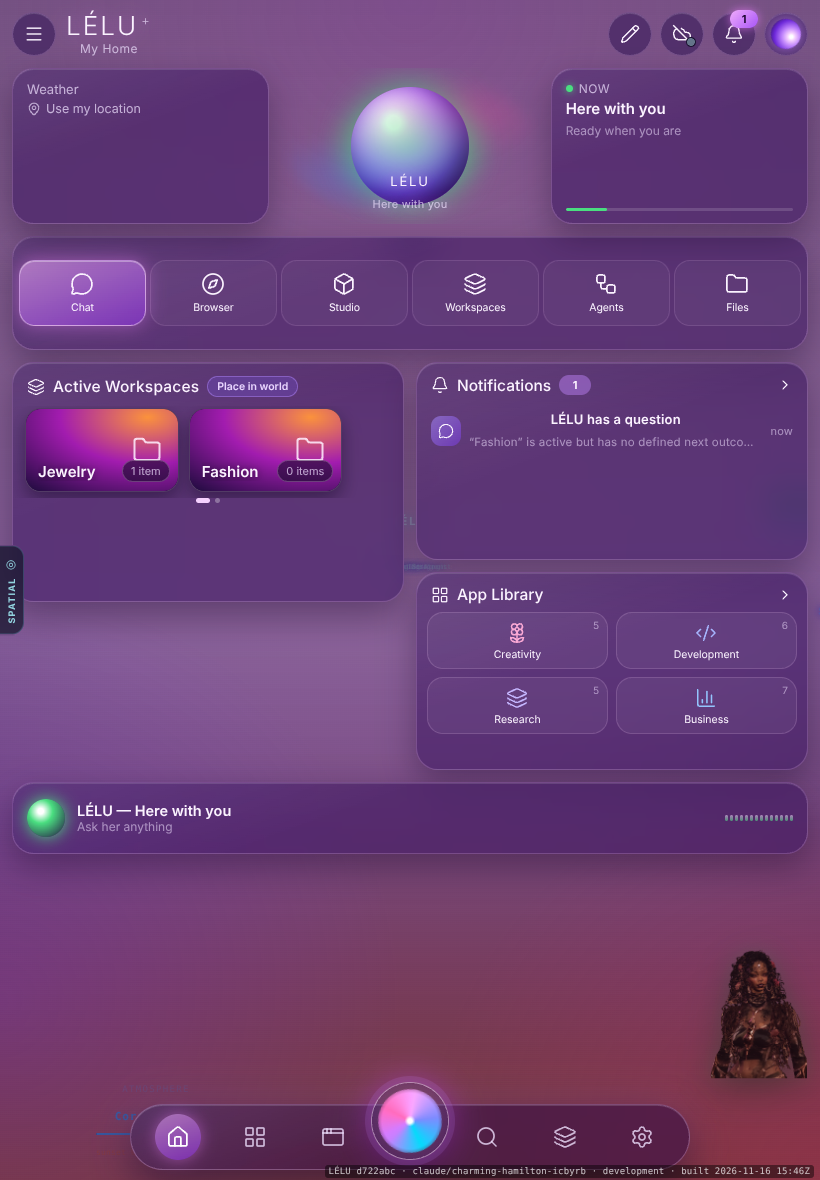 LÉLU +
My Home
1
Weather
Use my location
LÉLU
Here with you
NOW
Here with you
Ready when you are
Chat
Browser
Studio
Workspaces
Agents
Files
Active Workspaces
Place in world
Jewelry
1 item
Fashion
0 items
Notifications
1
LÉLU has a question
“Fashion” is active but has no defined next outco...
now
SPATIAL
App Library
Creativity
5
Development
6
Research
5
Business
7
LÉLU — Here with you
Ask her anything
LÉLU d722abc · claude/charming-hamilton-icbyrb · development · built 2026-11-16 15:46Z